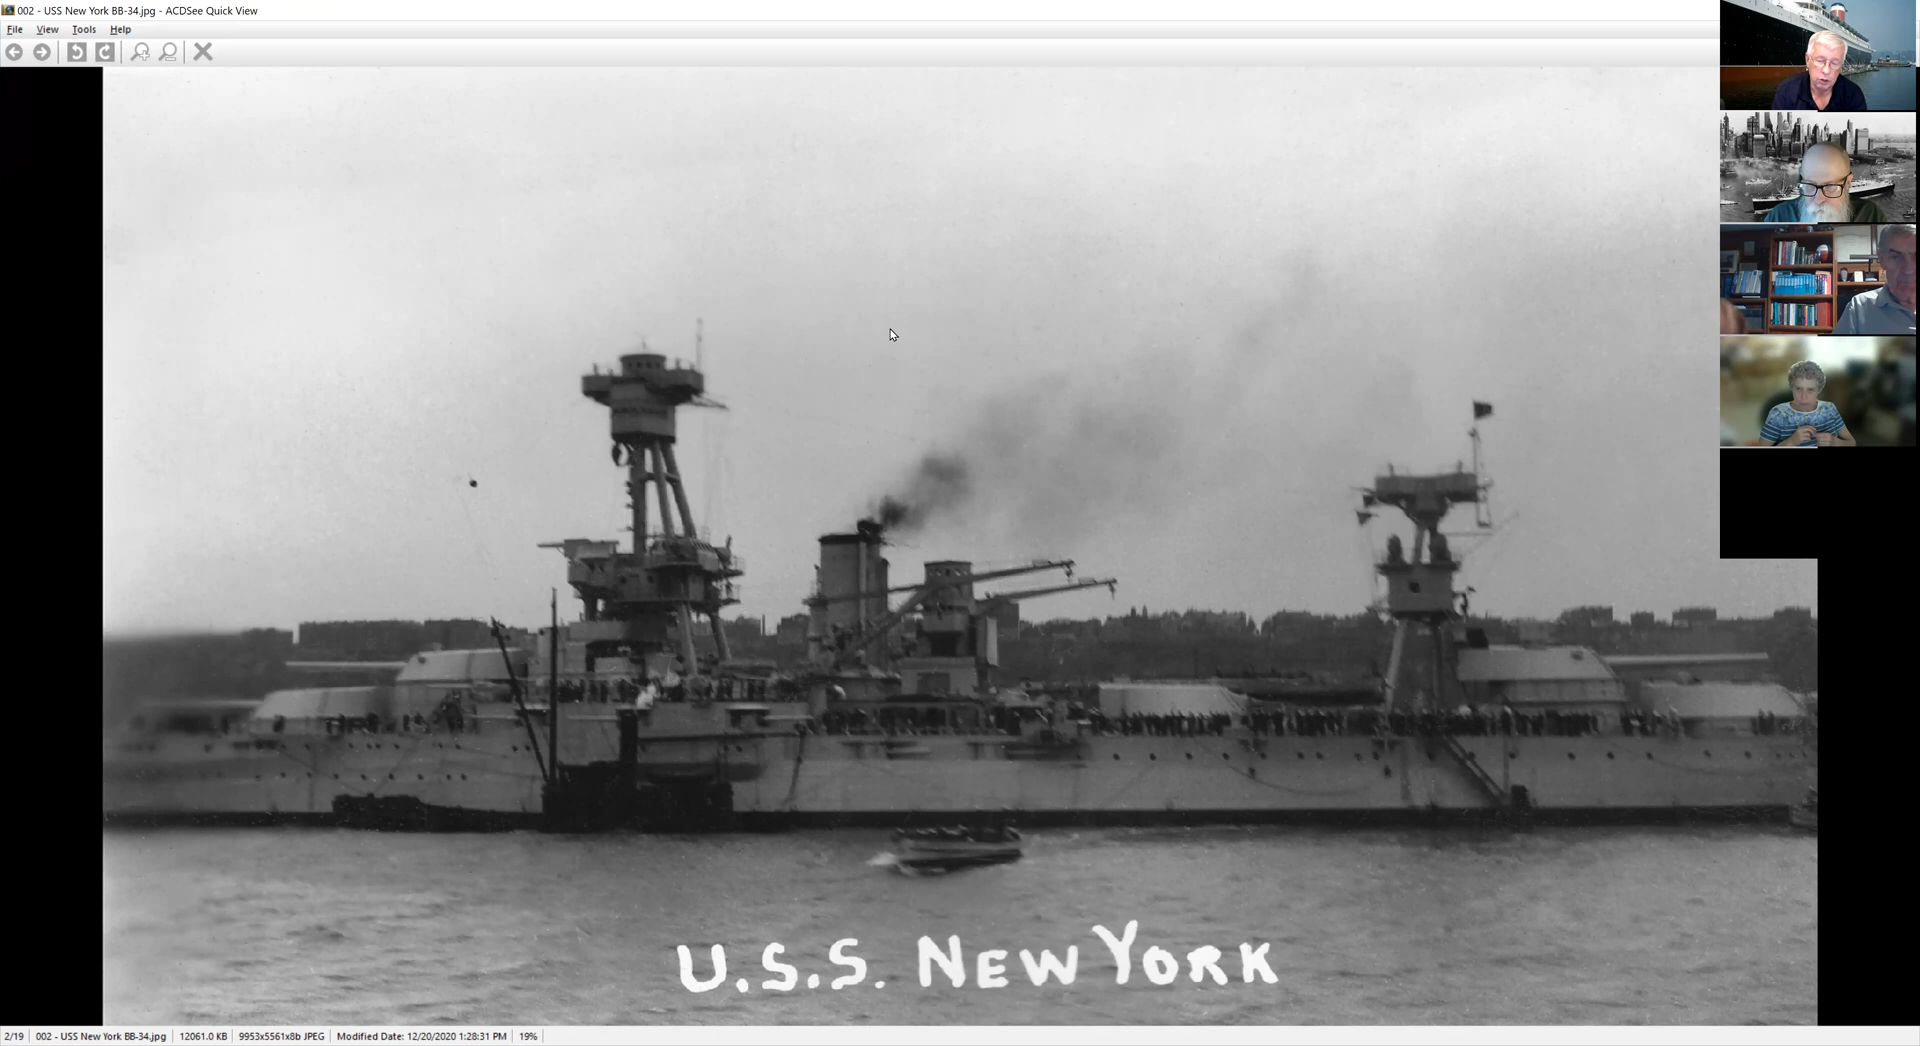 002 - USS New York BB-34.jpg - ACDSee Quick View
File View Tools Help
U.S.S. NEW YORK
2/19 002 - USS New York BB-34.jpg 12061.0 KB 9953x5561x8b JPEG Modified Date: 12/20/2020 1:28:31 PM 19%